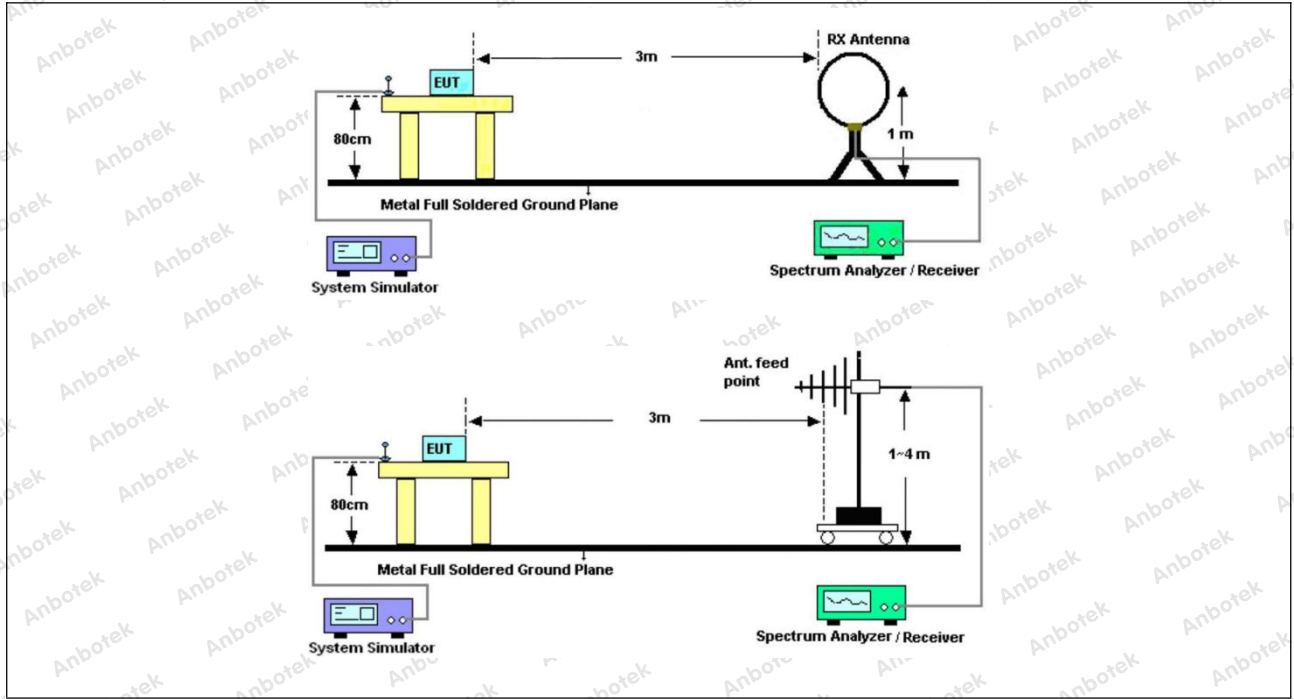 RX Antenna
3m
EUT
80cm
1 m
Metal Full Soldered Ground Plane
Spectrum Analyzer / Receiver
System Simulator
Ant. feed
point
3m
EUT
1~4 m
80cm
Metal Full Soldered Ground Plane
Spectrum Analyzer / Receiver
System Simulator
Anbotek